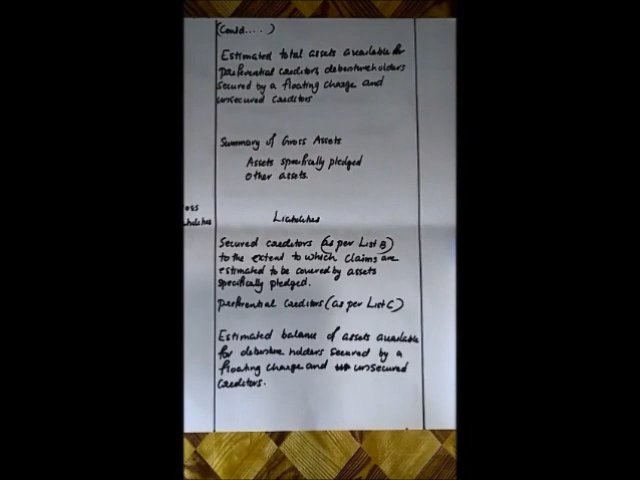 (Contd....)
Estimated total assets available for
Preferential creditors, debentureholders
secured by a floating charge and
unsecured creditors
Summary of Gross Assets
Assets specifically pledged
Other assets.
oss
Liabilities
Secured creditors (as per List B)
to the extent to which claims are
estimated to be covered by assets
specifically pledged.
Preferential creditors (as per List C)
Estimated balance of assets available
for debenture holders secured by a
floating charge and unsecured
creditors.